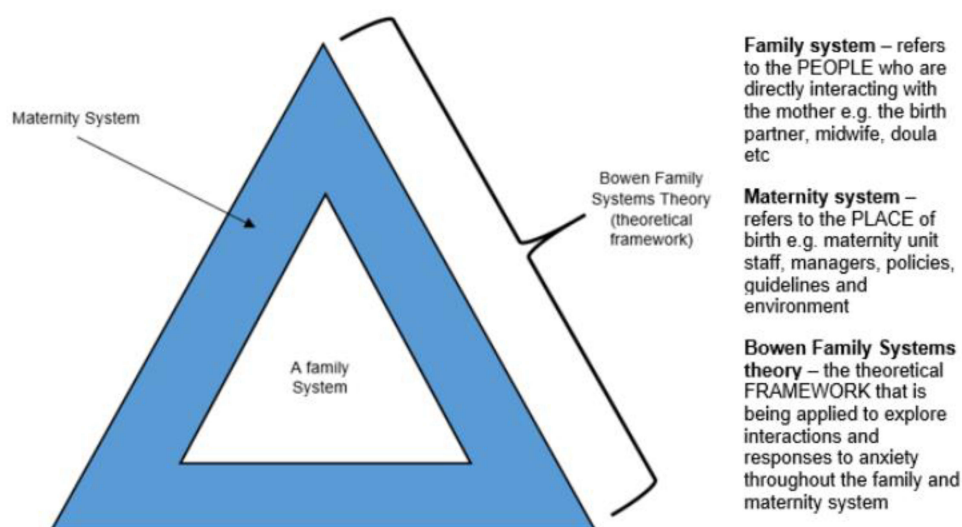 Maternity System
A family
System
Bowen Family
Systems Theory
(theoretical
framework)
Family system – refers
to the PEOPLE who are
directly interacting with
the mother e.g. the birth
partner, midwife, doula
etc
Maternity system –
refers to the PLACE of
birth e.g. maternity unit
staff, managers, policies,
guidelines and
environment
Bowen Family Systems
theory – the theoretical
FRAMEWORK that is
being applied to explore
interactions and
responses to anxiety
throughout the family and
maternity system